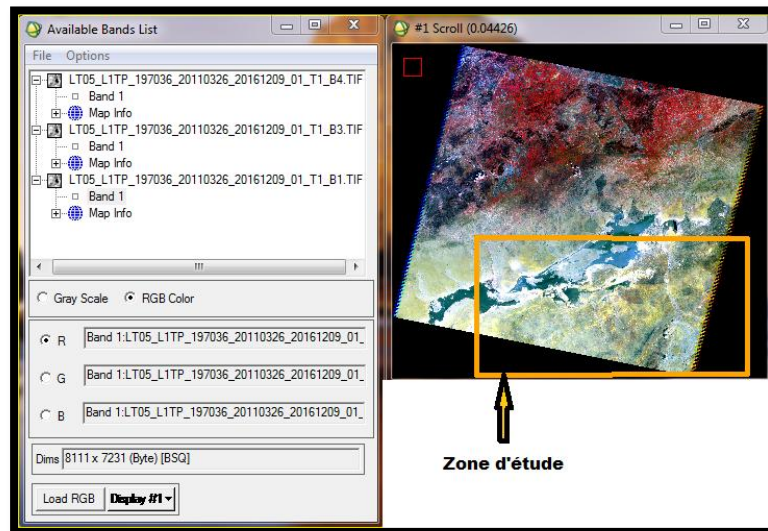 Available Bands List
File Options
LT05_L1TP_197036_20110326_20161209_01_T1_B4.TIF
Band 1
Map Info
LT05_L1TP_197036_20110326_20161209_01_T1_B3.TIF
Band 1
Map Info
LT05_L1TP_197036_20110326_20161209_01_T1_B1.TIF
Band 1
Map Info
Gray Scale RGB Color
R Band 1:LT05_L1TP_197036_20110326_20161209_01_
G Band 1:LT05_L1TP_197036_20110326_20161209_01_
B Band 1:LT05_L1TP_197036_20110326_20161209_01_
Dims 8111 x 7231 (Byte) [BSQ]
Load RGB Display #1
#1 Scroll (0.04426)
Zone d'étude